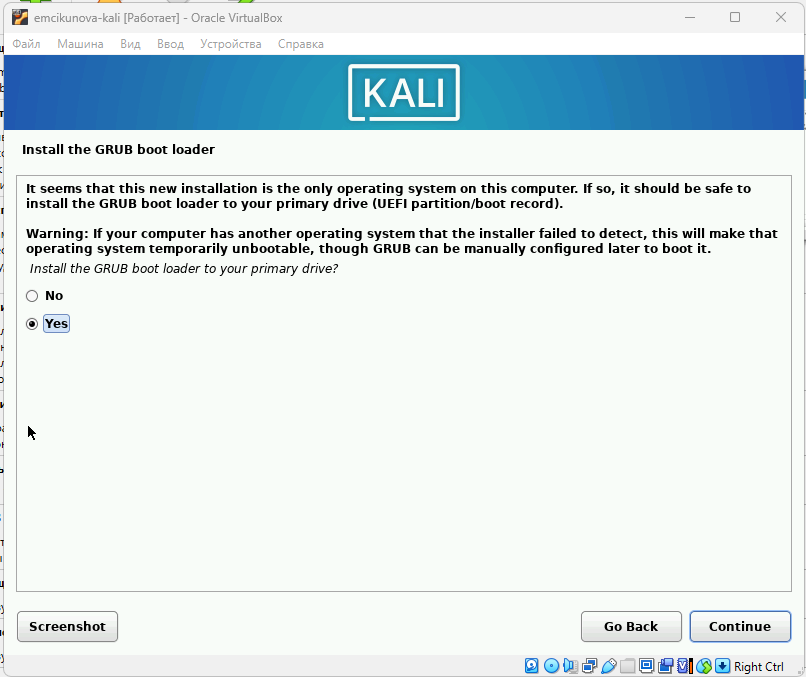 emcikunova-kali [Работает] - Oracle VirtualBox
Файл Машина Вид Ввод Устройства Справка
KALI
Install the GRUB boot loader
It seems that this new installation is the only operating system on this computer. If so, it should be safe to
install the GRUB boot loader to your primary drive (UEFI partition/boot record).
Warning: If your computer has another operating system that the installer failed to detect, this will make that
operating system temporarily unbootable, though GRUB can be manually configured later to boot it.
Install the GRUB boot loader to your primary drive?
No
Yes
Screenshot Go Back Continue
Right Ctrl